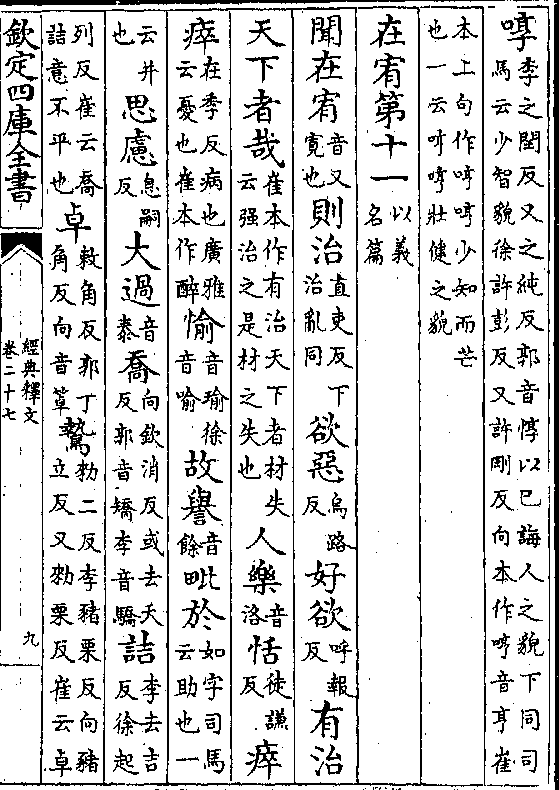 啍李之閏反又之純反郭音惇以已誨人之貌下同司馬云少智貌徐許彭反又許剛反向本作哼音亨崔
本上句作哼哼少知而芒也一云啍哼壯健之貌
在宥第十一以義名篇
聞在宥音又寛也則治直吏反下治亂同欲惡烏路反好欲呼報反有治
天下者哉崔本作有治天下者材失云强治之是材之失也人樂音洛恬徒謙反瘁
瘁在季反病也廣雅云憂也崔本作醉愉音瑜徐音喻故譽音餘毗於如字司馬云助也一
云并也思慮息嗣反大過音泰喬向欽消反或去夭反郭音矯李音驕詰李去吉反徐起
列反崔云喬詰意不平也卓敕角反郭丁角反向音罩鷙勑二反李豬栗反向豬立反又勑栗反崔云卓
欽定四庫全書
經典釋文
卷二十七
九